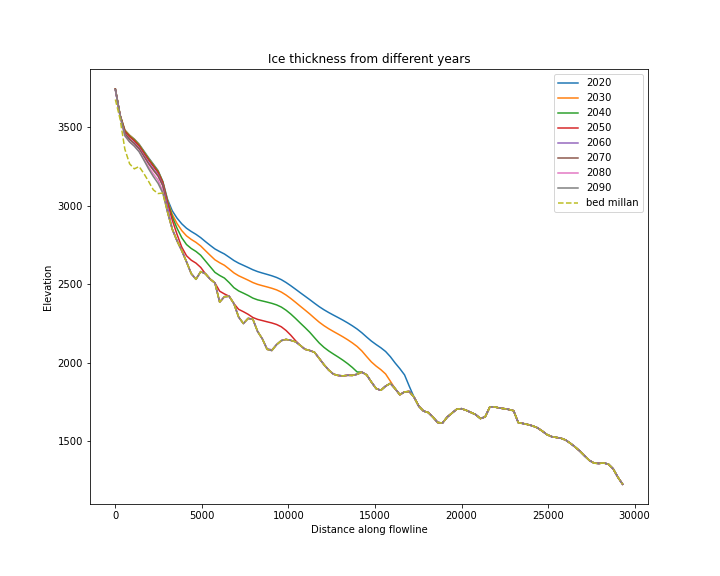 Ice thickness from different years
2020
2030
2040
2050
2060
2070
2080
2090
bed millan
Elevation
3500
3000
2500
2000
1500
0 5000 10000 15000 20000 25000 30000
Distance along flowline